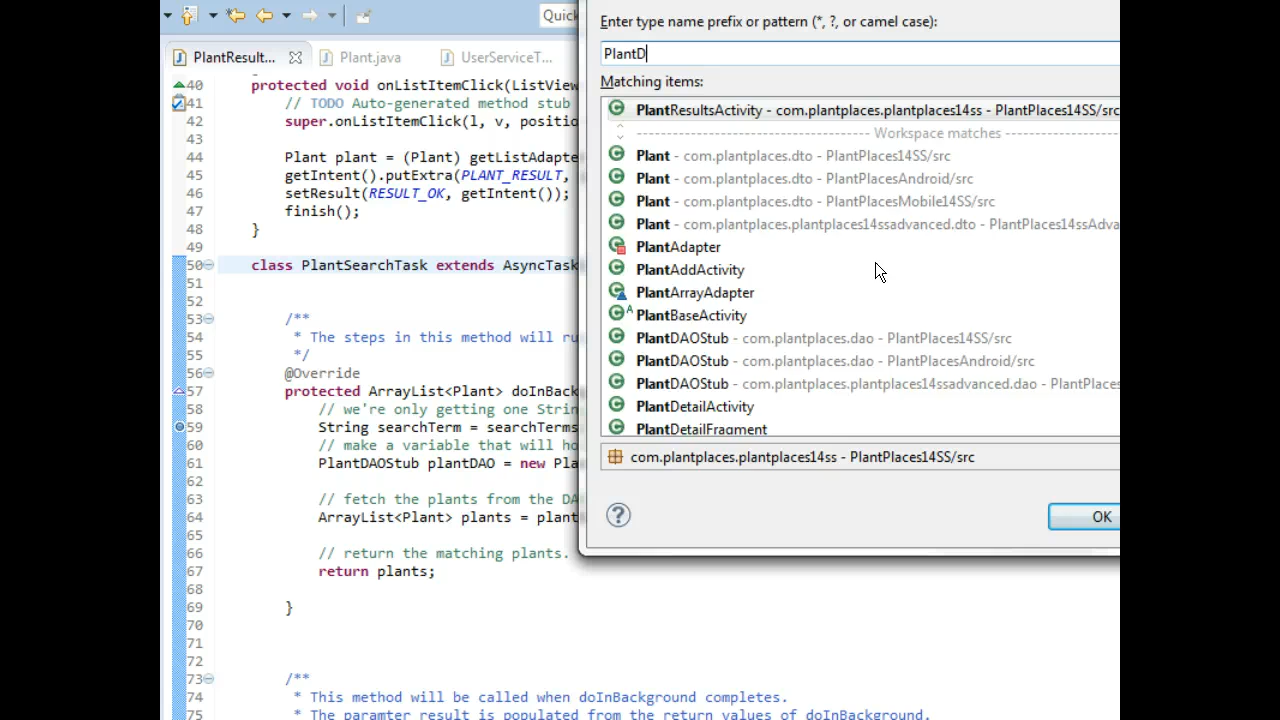 Quick
PlantResult...
Plant.java
UserServiceT...
40 protected void onListItemClick(ListView
41 // TODO Auto-generated method stub
42 super.onListItemClick(l, v, positio
43
44 Plant plant = (Plant) getListAdapte
45 getIntent().putExtra(PLANT_RESULT,
46 setResult(RESULT_OK, getIntent());
47 finish();
48 }
49
50 class PlantSearchTask extends AsyncTask
51
52
53 /**
54 * The steps in this method will ru
55 */
56 @Override
57 protected ArrayList<Plant> doInBac
58 // we're only getting one Strin
59 String searchTerm = searchTerms
60 // make a variable that will ho
61 PlantDAOStub plantDAO = new Pla
62
63 // fetch the plants from the DA
64 ArrayList<Plant> plants = plant
65
66 // return the matching plants.
67 return plants;
68
69 }
70
71
72
73 /**
74 * This method will be called when doInBackground completes.
75 * The paramter result is populated from the return values of doInBackground.
Enter type name prefix or pattern (*, ?, or camel case):
PlantD
Matching items:
PlantResultsActivity - com.plantplaces.plantplaces14ss - PlantPlaces14SS/src
Workspace matches
Plant - com.plantplaces.dto - PlantPlaces14SS/src
Plant - com.plantplaces.dto - PlantPlacesAndroid/src
Plant - com.plantplaces.dto - PlantPlacesMobile14SS/src
Plant - com.plantplaces.plantplaces14ssadvanced.dto - PlantPlaces14ssAdva
PlantAdapter
PlantAddActivity
PlantArrayAdapter
PlantBaseActivity
PlantDAOStub - com.plantplaces.dao - PlantPlaces14SS/src
PlantDAOStub - com.plantplaces.dao - PlantPlacesAndroid/src
PlantDAOStub - com.plantplaces.plantplaces14ssadvanced.dao - PlantPlaces
PlantDetailActivity
PlantDetailFragment
com.plantplaces.plantplaces14ss - PlantPlaces14SS/src
OK